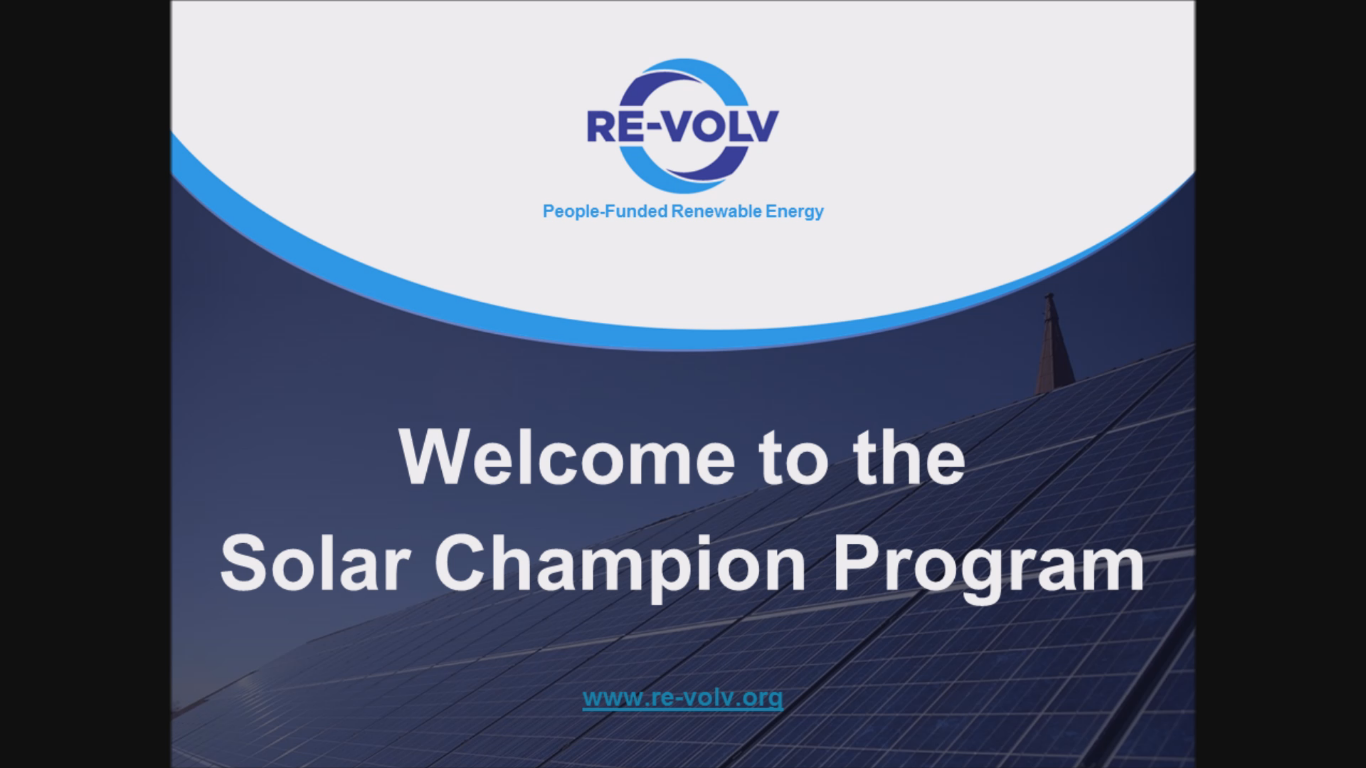 RE-VOLV
People-Funded Renewable Energy
Welcome to the
Solar Champion Program
www.re-volv.org